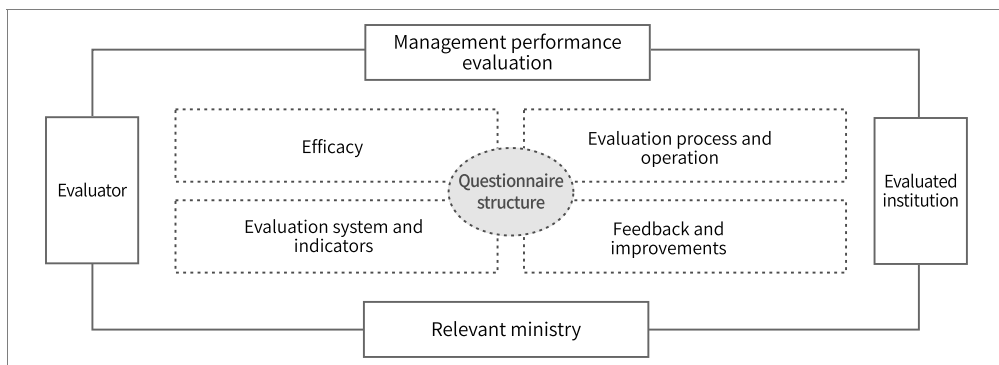 Management performance
evaluation
Efficacy
Evaluation process and
operation
Evaluator
Questionnaire
structure
Evaluated
institution
Evaluation system and
indicators
Feedback and
improvements
Relevant ministry